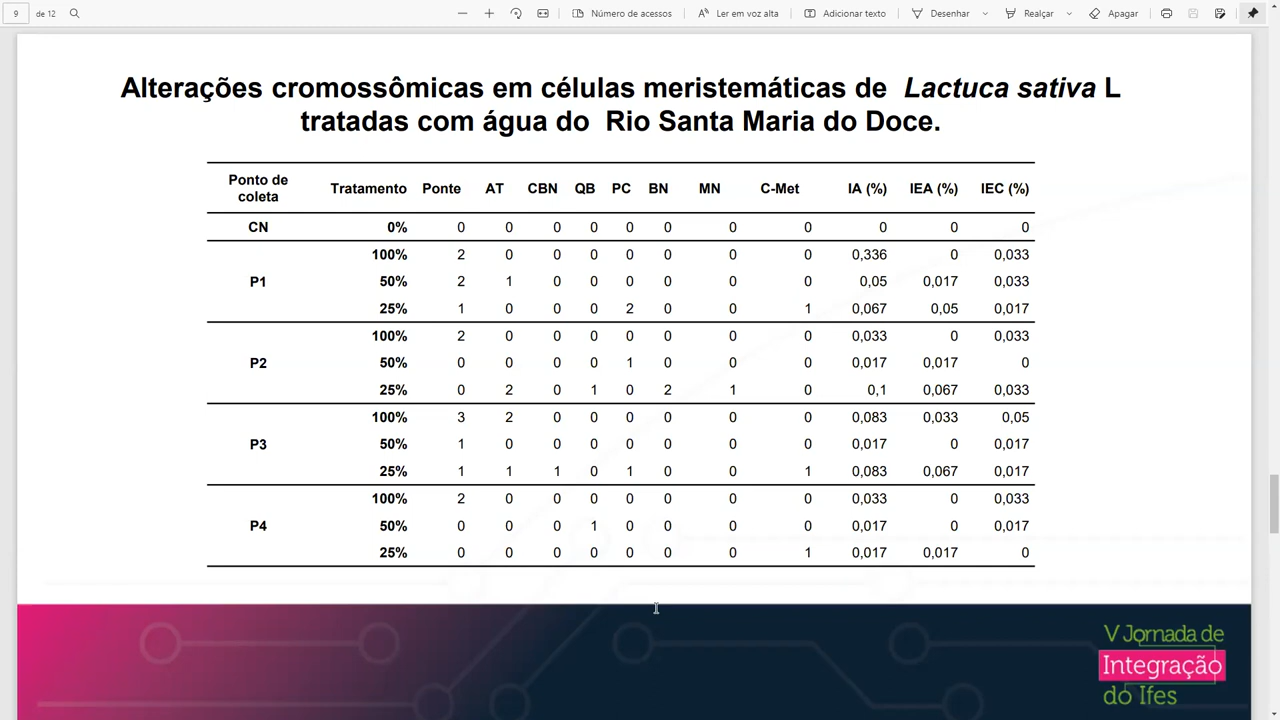 9 de 12 Número de acessos Ler em voz alta Adicionar texto Desenhar Realçar Apagar
Alterações cromossômicas em células meristemáticas de Lactuca sativa L
tratadas com água do Rio Santa Maria do Doce.
Ponto de coleta Tratamento Ponte AT CBN QB PC BN MN C-Met IA (%) IEA (%) IEC (%)
CN 0% 0 0 0 0 0 0 0 0 0 0 0
100% 2 0 0 0 0 0 0 0 0,336 0 0,033
P1 50% 2 1 0 0 0 0 0 0 0,05 0,017 0,033
25% 1 0 0 0 2 0 0 1 0,067 0,05 0,017
100% 2 0 0 0 0 0 0 0 0,033 0 0,033
P2 50% 0 0 0 0 1 0 0 0 0,017 0,017 0
25% 0 2 0 1 0 2 1 0 0,1 0,067 0,033
100% 3 2 0 0 0 0 0 0 0,083 0,033 0,05
P3 50% 1 0 0 0 0 0 0 0 0,017 0 0,017
25% 1 1 1 0 1 0 0 1 0,083 0,067 0,017
100% 2 0 0 0 0 0 0 0 0,033 0 0,033
P4 50% 0 0 0 1 0 0 0 0 0,017 0 0,017
25% 0 0 0 0 0 0 0 1 0,017 0,017 0
V Jornada de
Integração
do Ifes